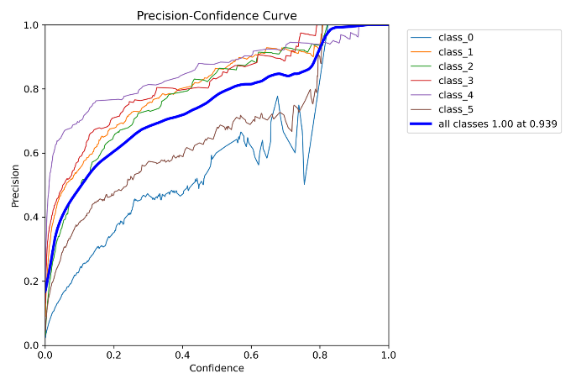 Precision-Confidence Curve
1.0
0.8
0.6
0.4
0.2
0.0
Precision
0.0 0.2 0.4 0.6 0.8 1.0
Confidence
class_0
class_1
class_2
class_3
class_4
class_5
all classes 1.00 at 0.939